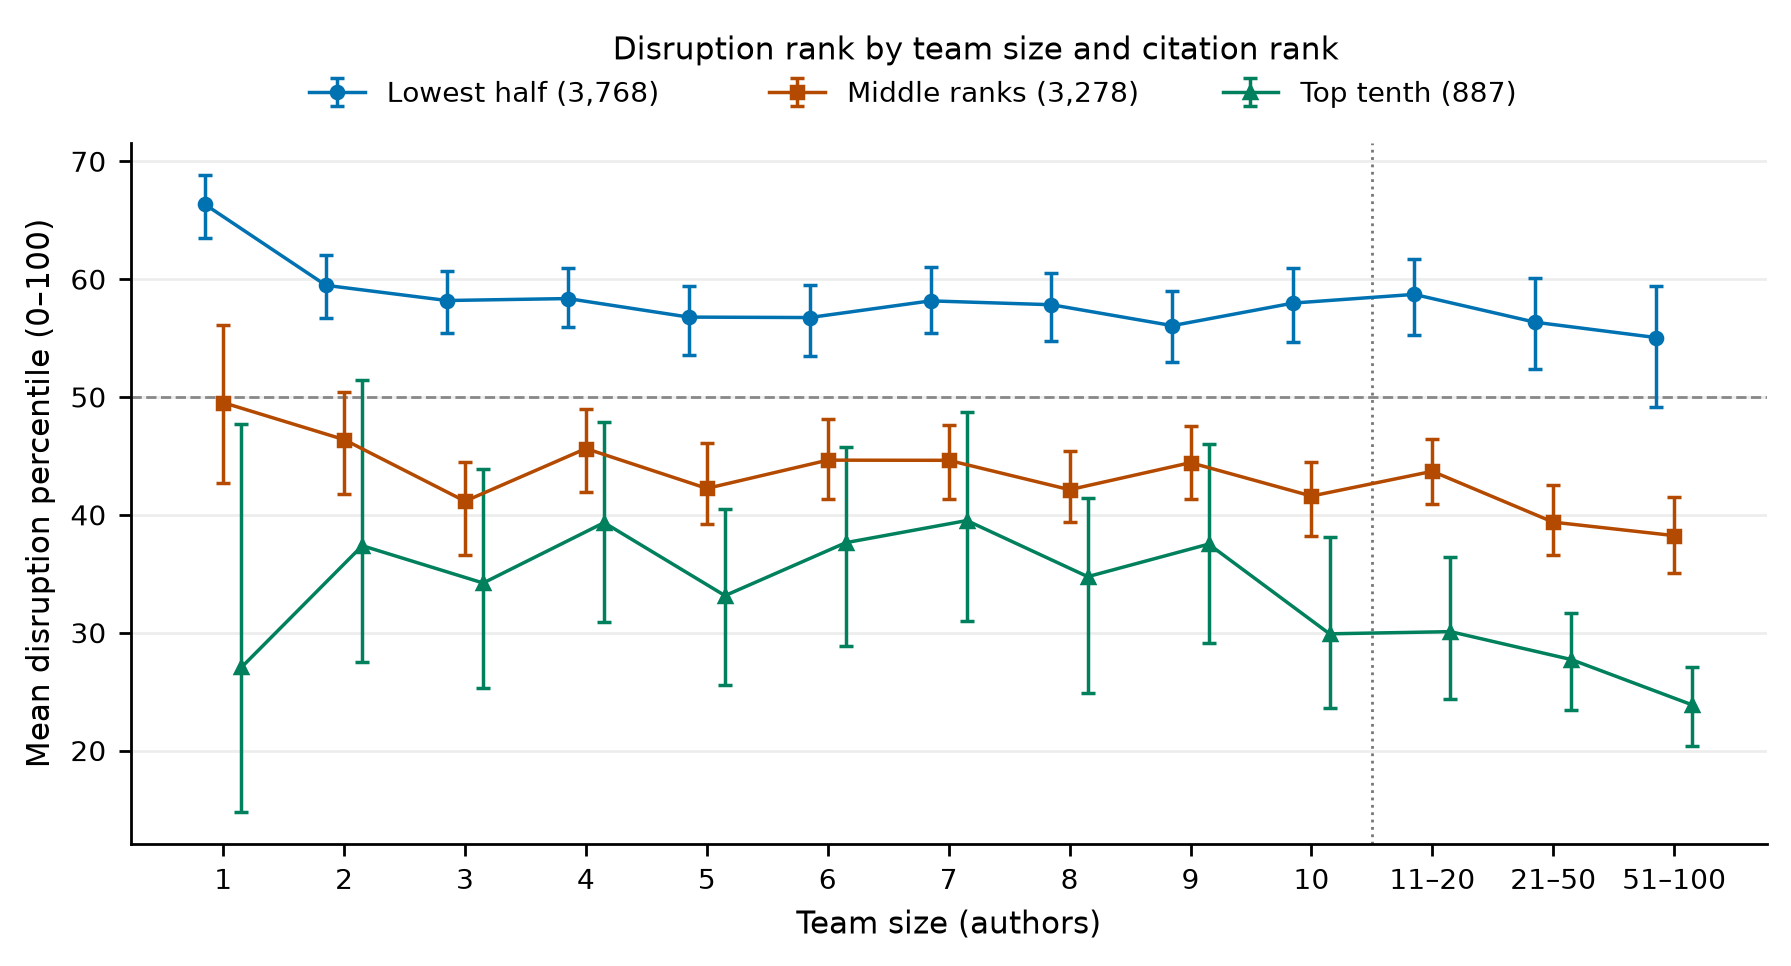 Disruption rank by team size and citation rank
Lowest half (3,768) Middle ranks (3,278) Top tenth (887)
Mean disruption percentile (0–100)
70
60
50
40
30
20
1 2 3 4 5 6 7 8 9 10 11–20 21–50 51–100
Team size (authors)